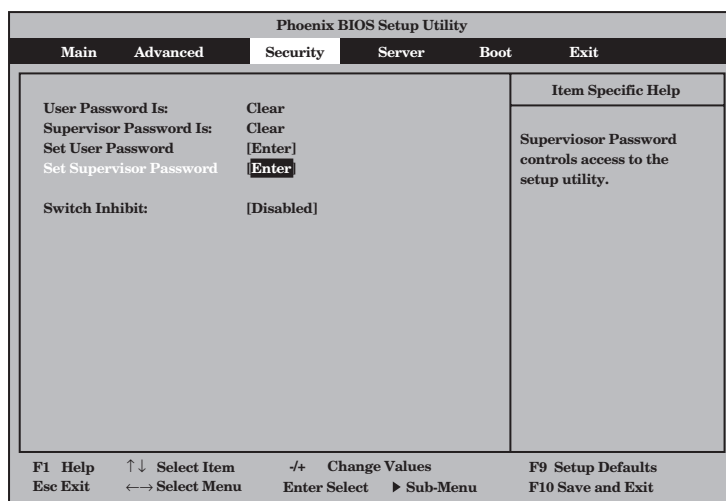 Phoenix BIOS Setup Utility
Main Advanced Security Server Boot Exit
Item Specific Help
User Password Is: Clear
Supervisor Password Is: Clear
Set User Password [Enter]
Set Supervisor Password [Enter]
Switch Inhibit: [Disabled]
Superviosor Password
controls access to the
setup utility.
F1 Help ↑↓ Select Item -/+ Change Values F9 Setup Defaults
Esc Exit ←→ Select Menu Enter Select ▶ Sub-Menu F10 Save and Exit